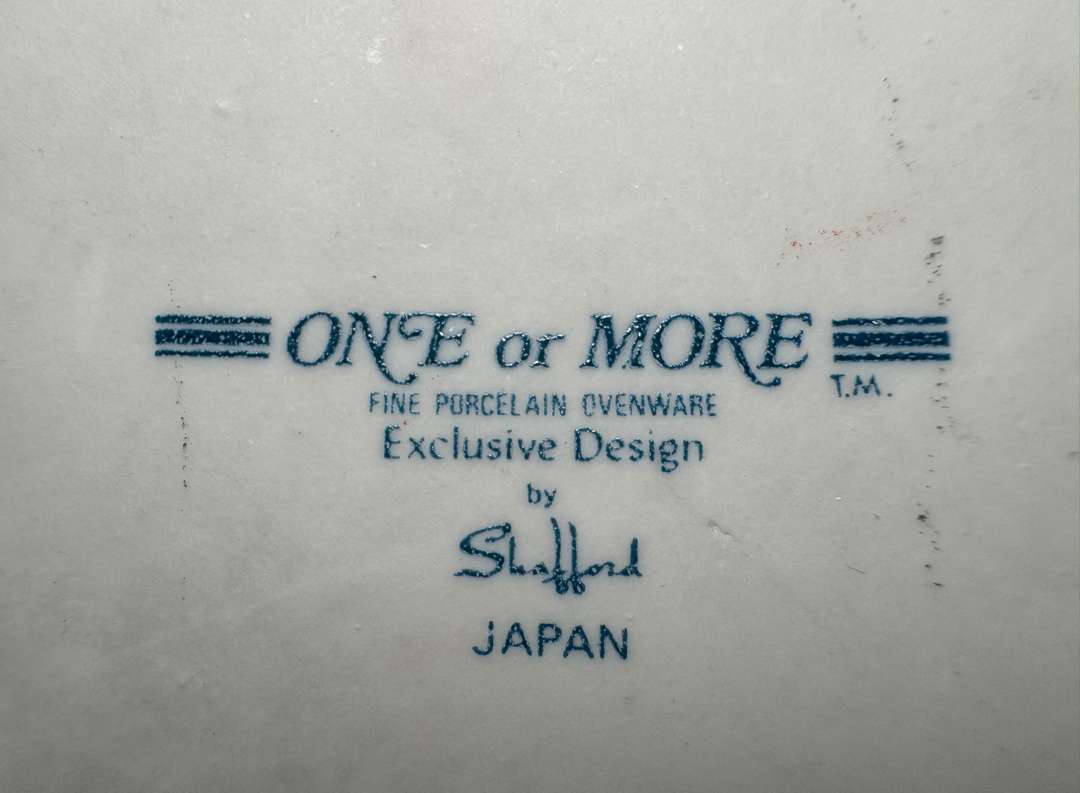 ONE or MORE
T.M.
FINE PORCELAIN OVENWARE
Exclusive Design
by
Shafford
JAPAN